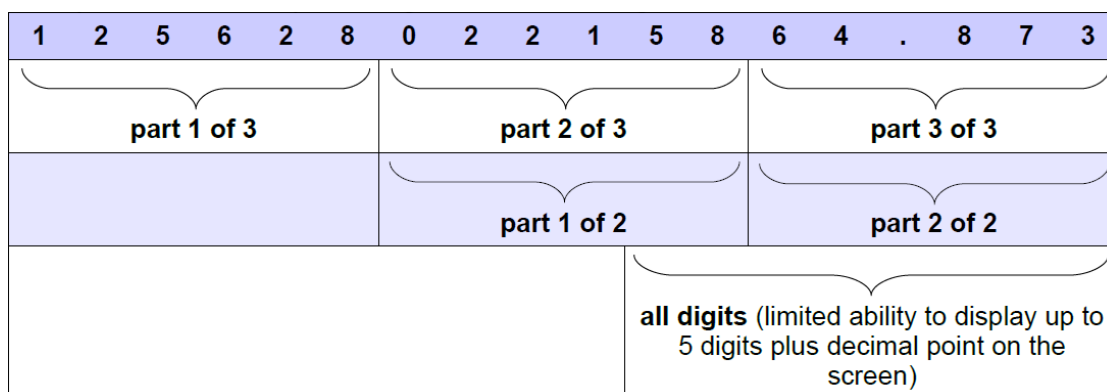 1 2 5 6 2 8 0 2 2 1 5 8 6 4 . 8 7 3
part 1 of 3 part 2 of 3 part 3 of 3
part 1 of 2 part 2 of 2
all digits (limited ability to display up to
5 digits plus decimal point on the
screen)